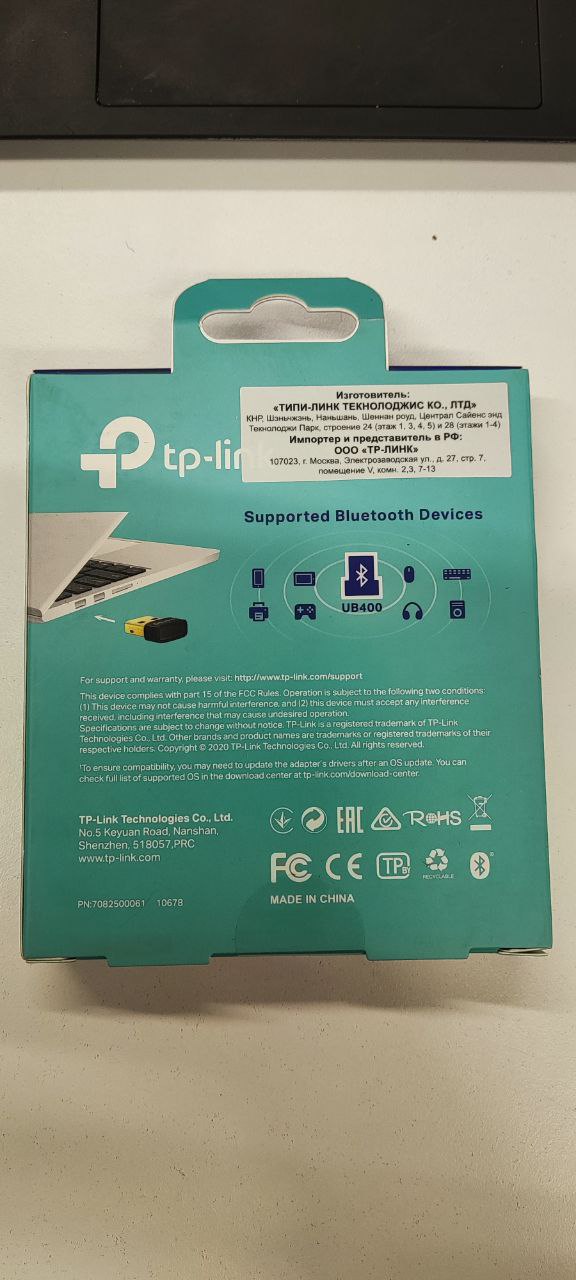 Изготовитель:
«ТИПИ-ЛИНК ТЕКНОЛОДЖИС КО., ЛТД»
КНР, Шэньчжэнь, Наньшань, Шеннан роуд, Централ Сайенс энд
Текнолоджи Парк, строение 24 (этаж 1, 3, 4, 5) и 28 (этажи 1-4)
Импортер и представитель в РФ:
ООО «ТР-ЛИНК»
107023, г. Москва, Электрозаводская ул., д. 27, стр. 7,
помещение V, комн. 2,3, 7-13
tp-lin
Supported Bluetooth Devices
UB400
For support and warranty, please visit: http://www.tp-link.com/support
This device complies with part 15 of the FCC Rules. Operation is subject to the following two conditions:
(1) This device may not cause harmful interference, and (2) this device must accept any interference
received, including interference that may cause undesired operation.
Specifications are subject to change without notice. TP-Link is a registered trademark of TP-Link
Technologies Co., Ltd. Other brands and product names are trademarks or registered trademarks of their
respective holders. Copyright © 2020 TP-Link Technologies Co., Ltd. All rights reserved.
¹To ensure compatibility, you may need to update the adapter's drivers after an OS update. You can
check full list of supported OS in the download center at tp-link.com/download-center.
TP-Link Technologies Co., Ltd.
No.5 Keyuan Road, Nanshan,
Shenzhen, 518057,PRC
www.tp-link.com
EAC RoHS
FC CE TP BY RECYCLABLE
PN:7082500061 10678
MADE IN CHINA